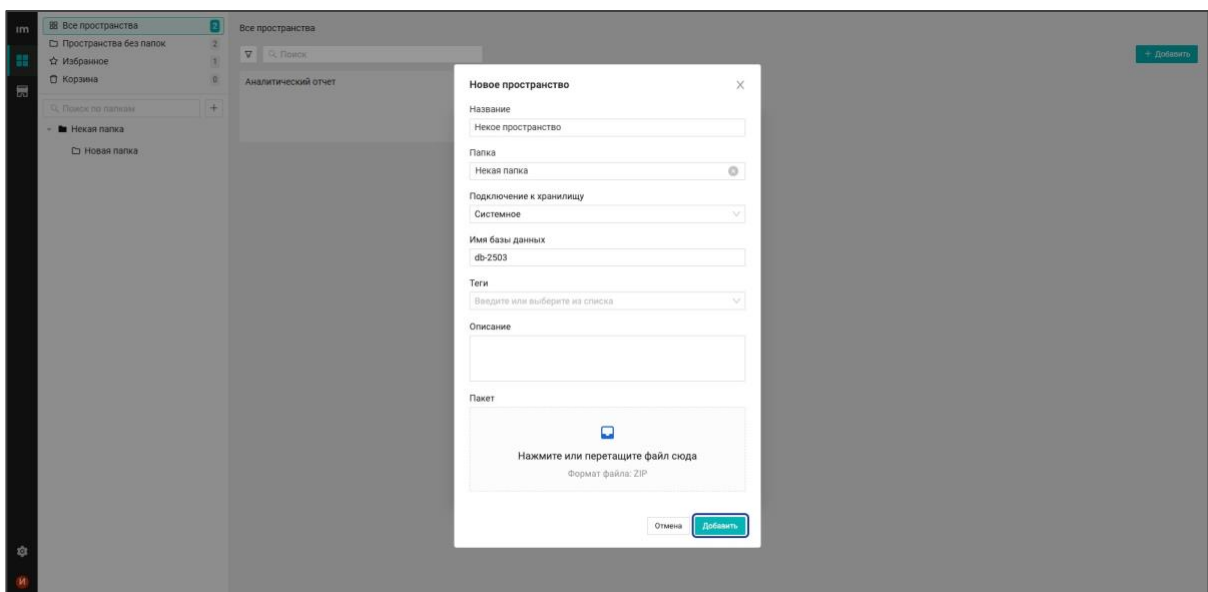 ım
Все пространства 2
Пространства без папок 2
Избранное 1
Корзина 0
Поиск по папкам
Некая папка
Новая папка
Все пространства
Поиск
+ Добавить
Аналитический отчет
Новое пространство
Название
Некое пространство
Папка
Некая папка
Подключение к хранилищу
Системное
Имя базы данных
db-2503
Теги
Введите или выберите из списка
Описание
Пакет
Нажмите или перетащите файл сюда
Формат файла: ZIP
Отмена
Добавить
И